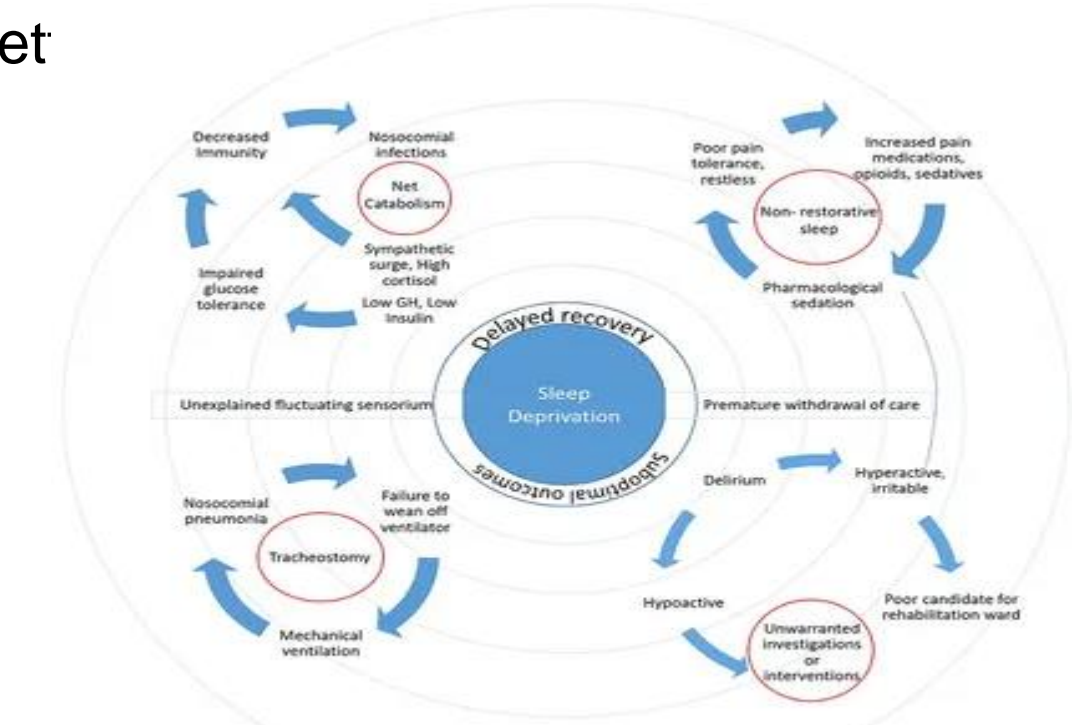 Decreased
Immunity
Nosocomial
infections
Net
Catabolism
Sympathetic
surge, High
cortisol
Low GH, Low
Insulin
Impaired
glucose
tolerance
Poor pain
tolerance,
restless
Increased pain
medications,
opioids, sedatives
Non- restorative
sleep
Pharmacological
sedation
Delayed recovery
Sleep
Deprivation
Suboptimal outcomes
Unexplained fluctuating sensorium
Premature withdrawal of care
Nosocomial
pneumonia
Failure to
wean off
ventilator
Tracheostomy
Mechanical
ventilation
Delirium
Hyperactive,
irritable
Hypoactive
Poor candidate for
rehabilitation ward
Unwarranted
investigations
or
interventions